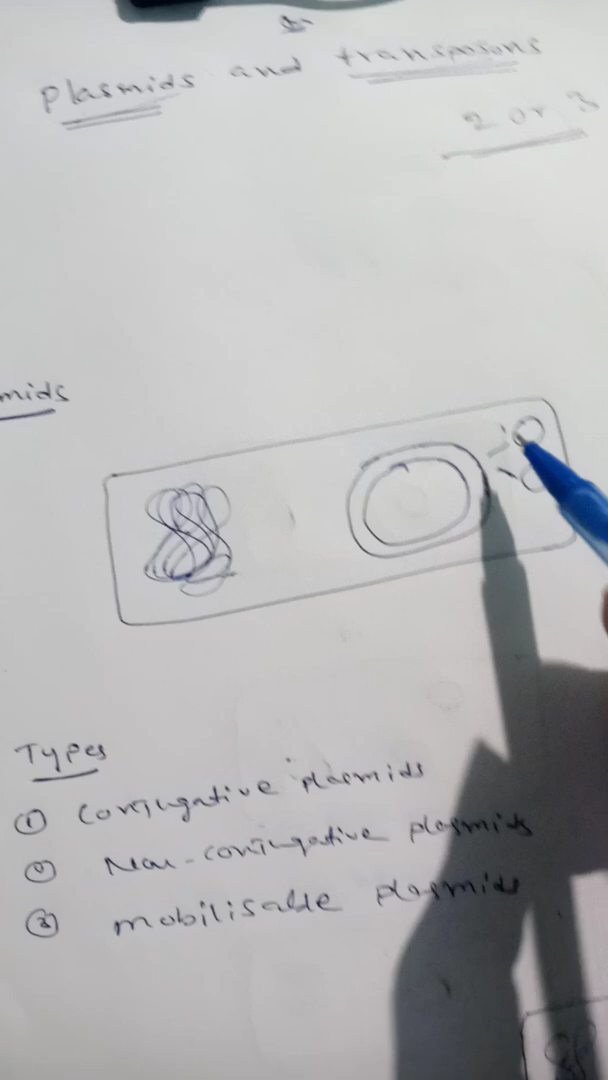 Plasmids and transposons
2 or 3
mids
Types
① Conjugative plasmids
② Non-conjugative plasmids
③ mobilisable plasmids